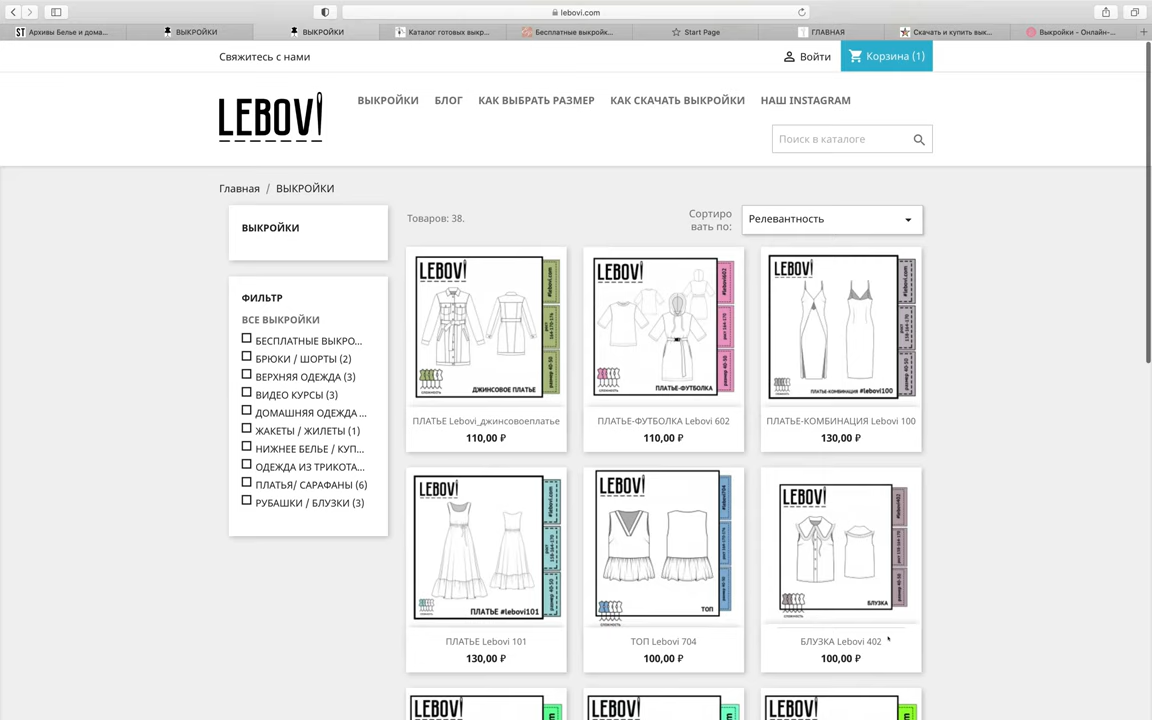 lebovi.com
Архивы Белье и дома...
ВЫКРОЙКИ
ВЫКРОЙКИ
Каталог готовых выкр...
Бесплатные выкройк...
Start Page
ГЛАВНАЯ
Скачать и купить вык...
Выкройки - Онлайн-...
Свяжитесь с нами
Войти
Корзина (1)
LEBOVI
ВЫКРОЙКИ БЛОГ КАК ВЫБРАТЬ РАЗМЕР КАК СКАЧАТЬ ВЫКРОЙКИ НАШ INSTAGRAM
Поиск в каталоге
Главная / ВЫКРОЙКИ
ВЫКРОЙКИ
Товаров: 38.
Сортиро
вать по:
Релевантность
ФИЛЬТР
ВСЕ ВЫКРОЙКИ
БЕСПЛАТНЫЕ ВЫКРО...
БРЮКИ / ШОРТЫ (2)
ВЕРХНЯЯ ОДЕЖДА (3)
ВИДЕО КУРСЫ (3)
ДОМАШНЯЯ ОДЕЖДА ...
ЖАКЕТЫ / ЖИЛЕТЫ (1)
НИЖНЕЕ БЕЛЬЕ / КУП...
ОДЕЖДА ИЗ ТРИКОТА...
ПЛАТЬЯ/ САРАФАНЫ (6)
РУБАШКИ / БЛУЗКИ (3)
LEBOVI
ДЖИНСОВОЕ ПЛАТЬЕ
ПЛАТЬЕ Lebovi_джинсовоеплатье
110,00 ₽
LEBOVI
ПЛАТЬЕ-ФУТБОЛКА
ПЛАТЬЕ-ФУТБОЛКА Lebovi 602
110,00 ₽
LEBOVI
ПЛАТЬЕ-КОМБИНАЦИЯ #lebovi100
ПЛАТЬЕ-КОМБИНАЦИЯ Lebovi 100
130,00 ₽
LEBOVI
ПЛАТЬЕ #lebovi101
ПЛАТЬЕ Lebovi 101
130,00 ₽
LEBOVI
ТОП
ТОП Lebovi 704
100,00 ₽
LEBOVI
БЛУЗКА
БЛУЗКА Lebovi 402
100,00 ₽
LEBOVI
LEBOVI
LEBOVI